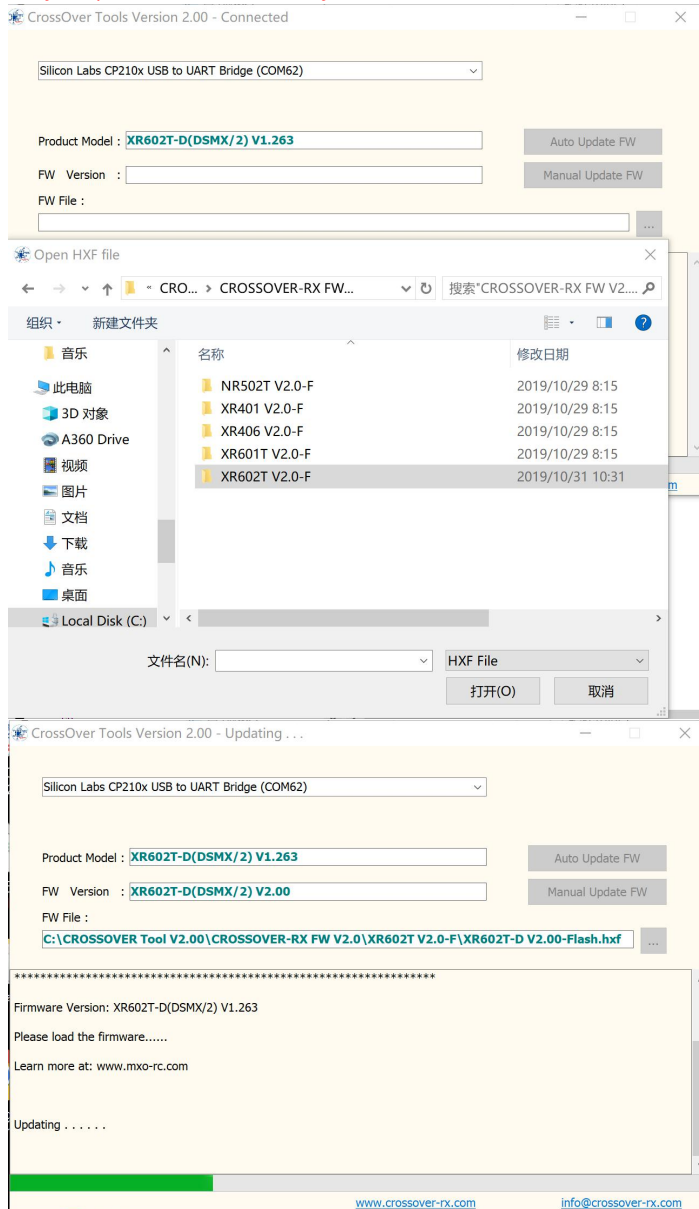 CrossOver Tools Version 2.00 - Connected
Silicon Labs CP210x USB to UART Bridge (COM62)
Product Model : XR602T-D(DSMX/2) V1.263
Auto Update FW
FW Version :
Manual Update FW
FW File :
...
Open HXF file
« CRO... > CROSSOVER-RX FW...
搜索"CROSSOVER-RX FW V2....
组织
新建文件夹
音乐
此电脑
3D 对象
A360 Drive
视频
图片
文档
下载
音乐
桌面
Local Disk (C:)
名称 修改日期
NR502T V2.0-F 2019/10/29 8:15
XR401 V2.0-F 2019/10/29 8:15
XR406 V2.0-F 2019/10/29 8:15
XR601T V2.0-F 2019/10/29 8:15
XR602T V2.0-F 2019/10/31 10:31
m
文件名(N):
HXF File
打开(O)
取消
CrossOver Tools Version 2.00 - Updating . . .
Silicon Labs CP210x USB to UART Bridge (COM62)
Product Model : XR602T-D(DSMX/2) V1.263
Auto Update FW
FW Version : XR602T-D(DSMX/2) V2.00
Manual Update FW
FW File :
C:\CROSSOVER Tool V2.00\CROSSOVER-RX FW V2.0\XR602T V2.0-F\XR602T-D V2.00-Flash.hxf
...
*****************************************************************
Firmware Version: XR602T-D(DSMX/2) V1.263
Please load the firmware......
Learn more at: www.mxo-rc.com
Updating . . . . . .
www.crossover-rx.com
info@crossover-rx.com